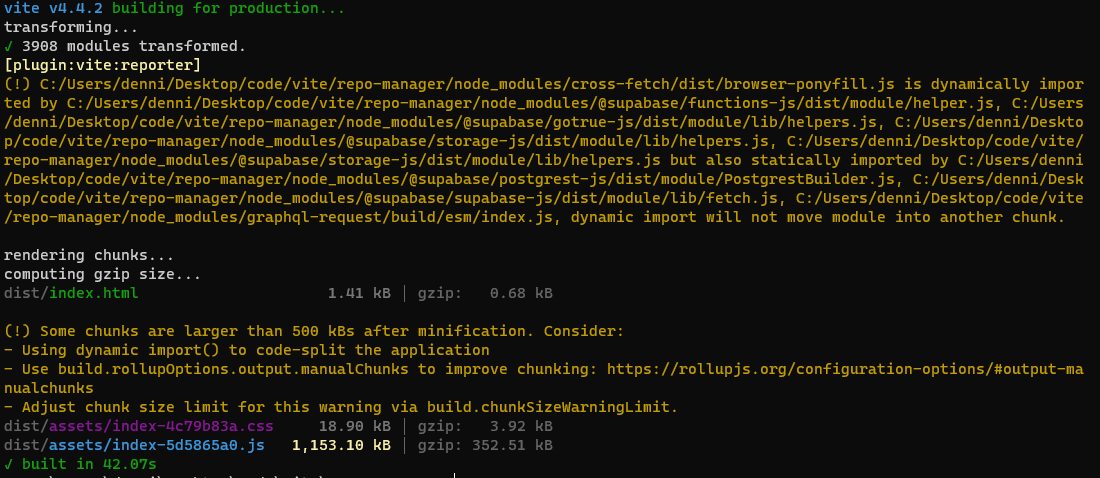 vite v4.4.2 building for production...
transforming...
✓ 3908 modules transformed.
[plugin:vite:reporter]
(!) C:/Users/denni/Desktop/code/vite/repo-manager/node_modules/cross-fetch/dist/browser-ponyfill.js is dynamically impor
ted by C:/Users/denni/Desktop/code/vite/repo-manager/node_modules/@supabase/functions-js/dist/module/helper.js, C:/Users
/denni/Desktop/code/vite/repo-manager/node_modules/@supabase/gotrue-js/dist/module/lib/helpers.js, C:/Users/denni/Deskto
p/code/vite/repo-manager/node_modules/@supabase/storage-js/dist/module/lib/helpers.js, C:/Users/denni/Desktop/code/vite/
repo-manager/node_modules/@supabase/storage-js/dist/module/lib/helpers.js but also statically imported by C:/Users/denni
/Desktop/code/vite/repo-manager/node_modules/@supabase/postgrest-js/dist/module/PostgrestBuilder.js, C:/Users/denni/Desk
top/code/vite/repo-manager/node_modules/@supabase/supabase-js/dist/module/lib/fetch.js, C:/Users/denni/Desktop/code/vite
/repo-manager/node_modules/graphql-request/build/esm/index.js, dynamic import will not move module into another chunk.
rendering chunks...
computing gzip size...
dist/index.html 1.41 kB │ gzip: 0.68 kB
(!) Some chunks are larger than 500 kBs after minification. Consider:
- Using dynamic import() to code-split the application
- Use build.rollupOptions.output.manualChunks to improve chunking: https://rollupjs.org/configuration-options/#output-ma
nualchunks
- Adjust chunk size limit for this warning via build.chunkSizeWarningLimit.
dist/assets/index-4c79b83a.css 18.90 kB │ gzip: 3.92 kB
dist/assets/index-5d5865a0.js 1,153.10 kB │ gzip: 352.51 kB
✓ built in 42.07s